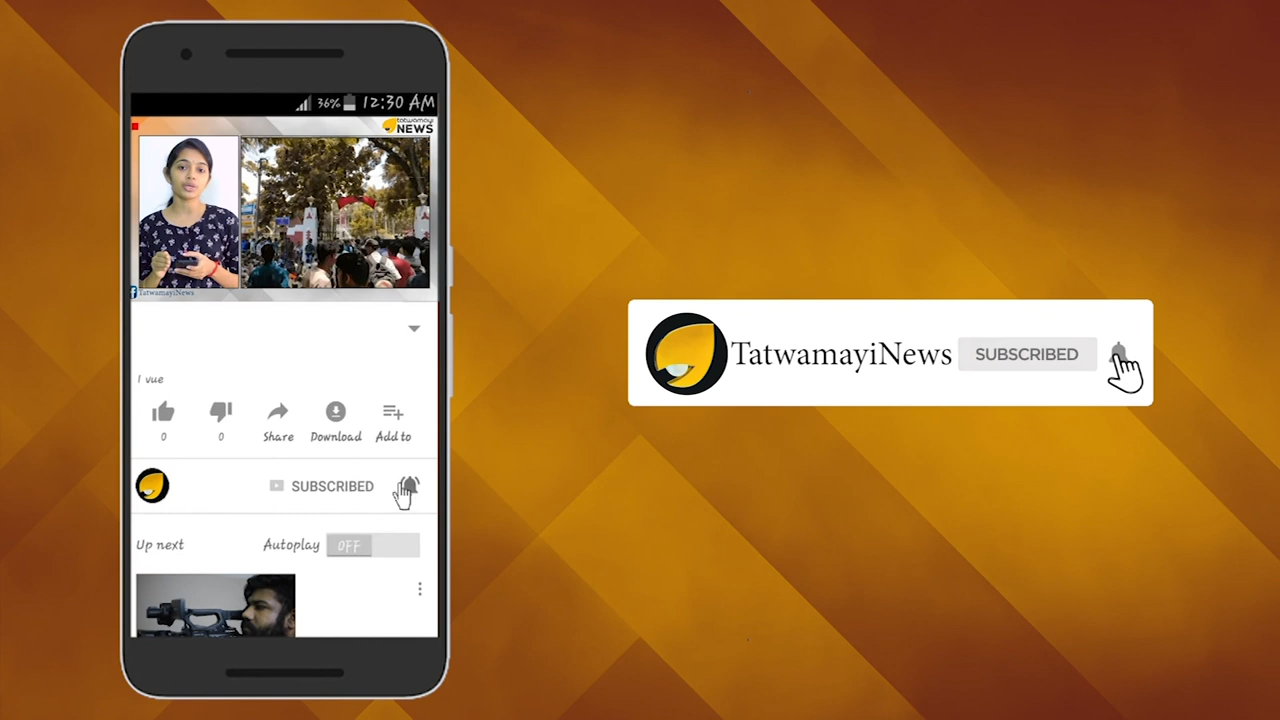 36% 12:30 AM
tatwamayi
NEWS
TatwamayiNews
1 vue
0 0 Share Download Add to
SUBSCRIBED
Up next Autoplay OFF
TatwamayiNews SUBSCRIBED